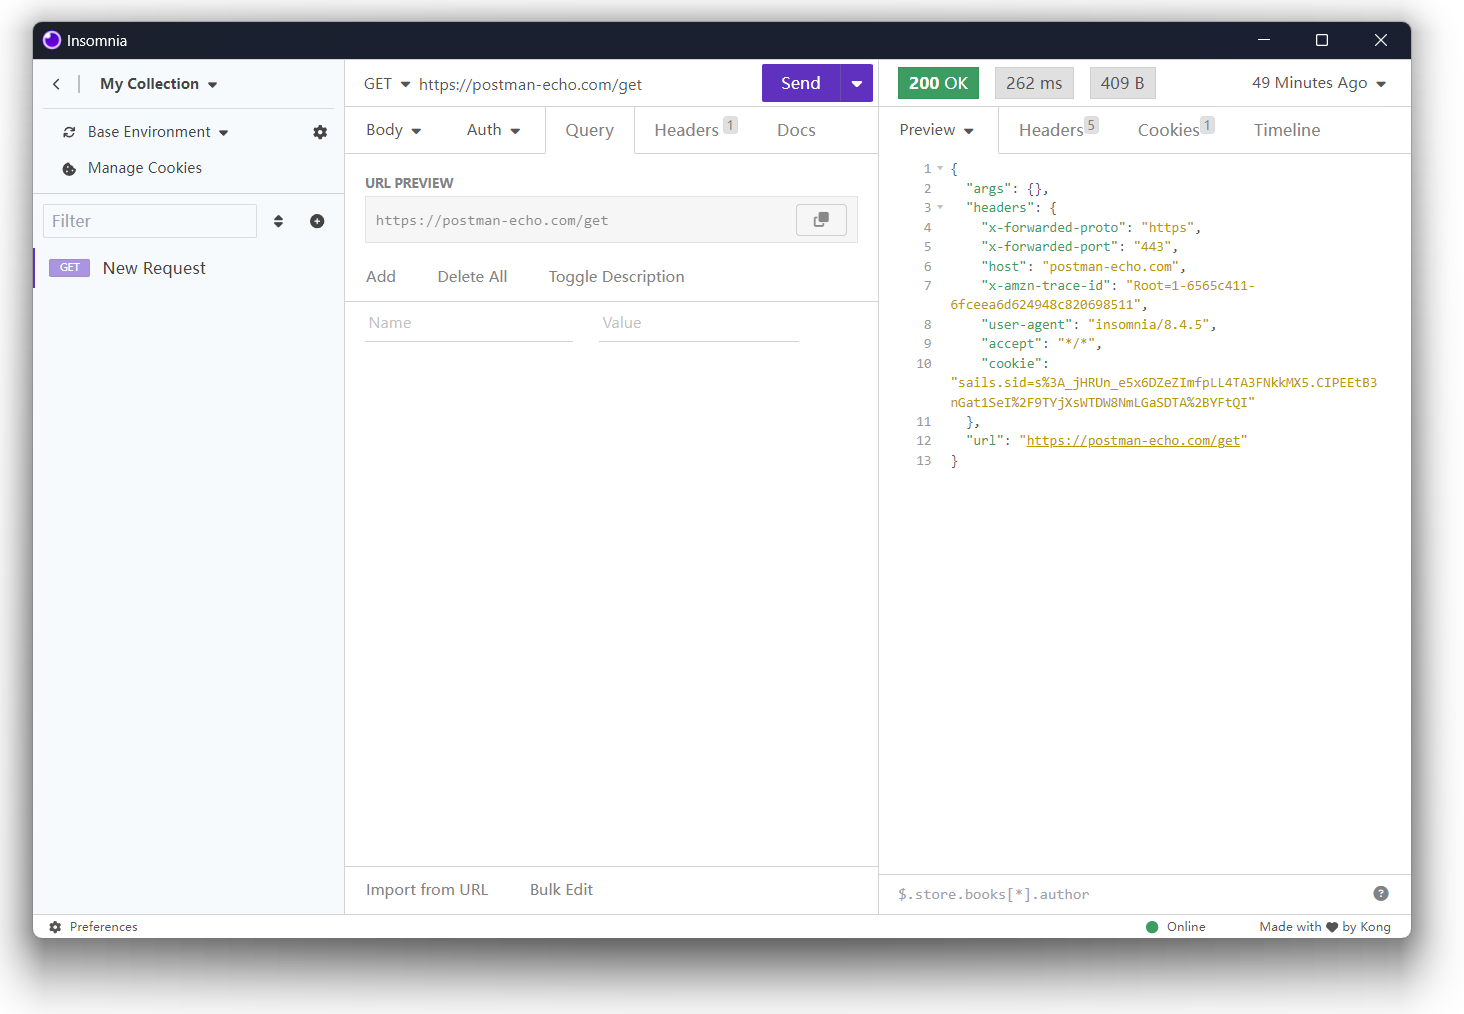 Insomnia
My Collection
Base Environment
Manage Cookies
Filter
GET New Request
GET https://postman-echo.com/get Send
Body Auth Query Headers 1 Docs
URL PREVIEW
https://postman-echo.com/get
Add Delete All Toggle Description
Name Value
Import from URL Bulk Edit
200 OK 262 ms 409 B 49 Minutes Ago
Preview Headers 5 Cookies 1 Timeline
1 {
2 "args": {},
3 "headers": {
4 "x-forwarded-proto": "https",
5 "x-forwarded-port": "443",
6 "host": "postman-echo.com",
7 "x-amzn-trace-id": "Root=1-6565c411-
6fceea6d624948c820698511",
8 "user-agent": "insomnia/8.4.5",
9 "accept": "*/*",
10 "cookie":
"sails.sid=s%3A_jHRUn_e5x6DZeZImfpLL4TA3FNkkMX5.CIPEEtB3
nGat1SeI%2F9TYjXsWTDW8NmLGaSDTA%2BYFtQI"
11 },
12 "url": "https://postman-echo.com/get"
13 }
$.store.books[*].author ?
Preferences Online Made with ❤ by Kong